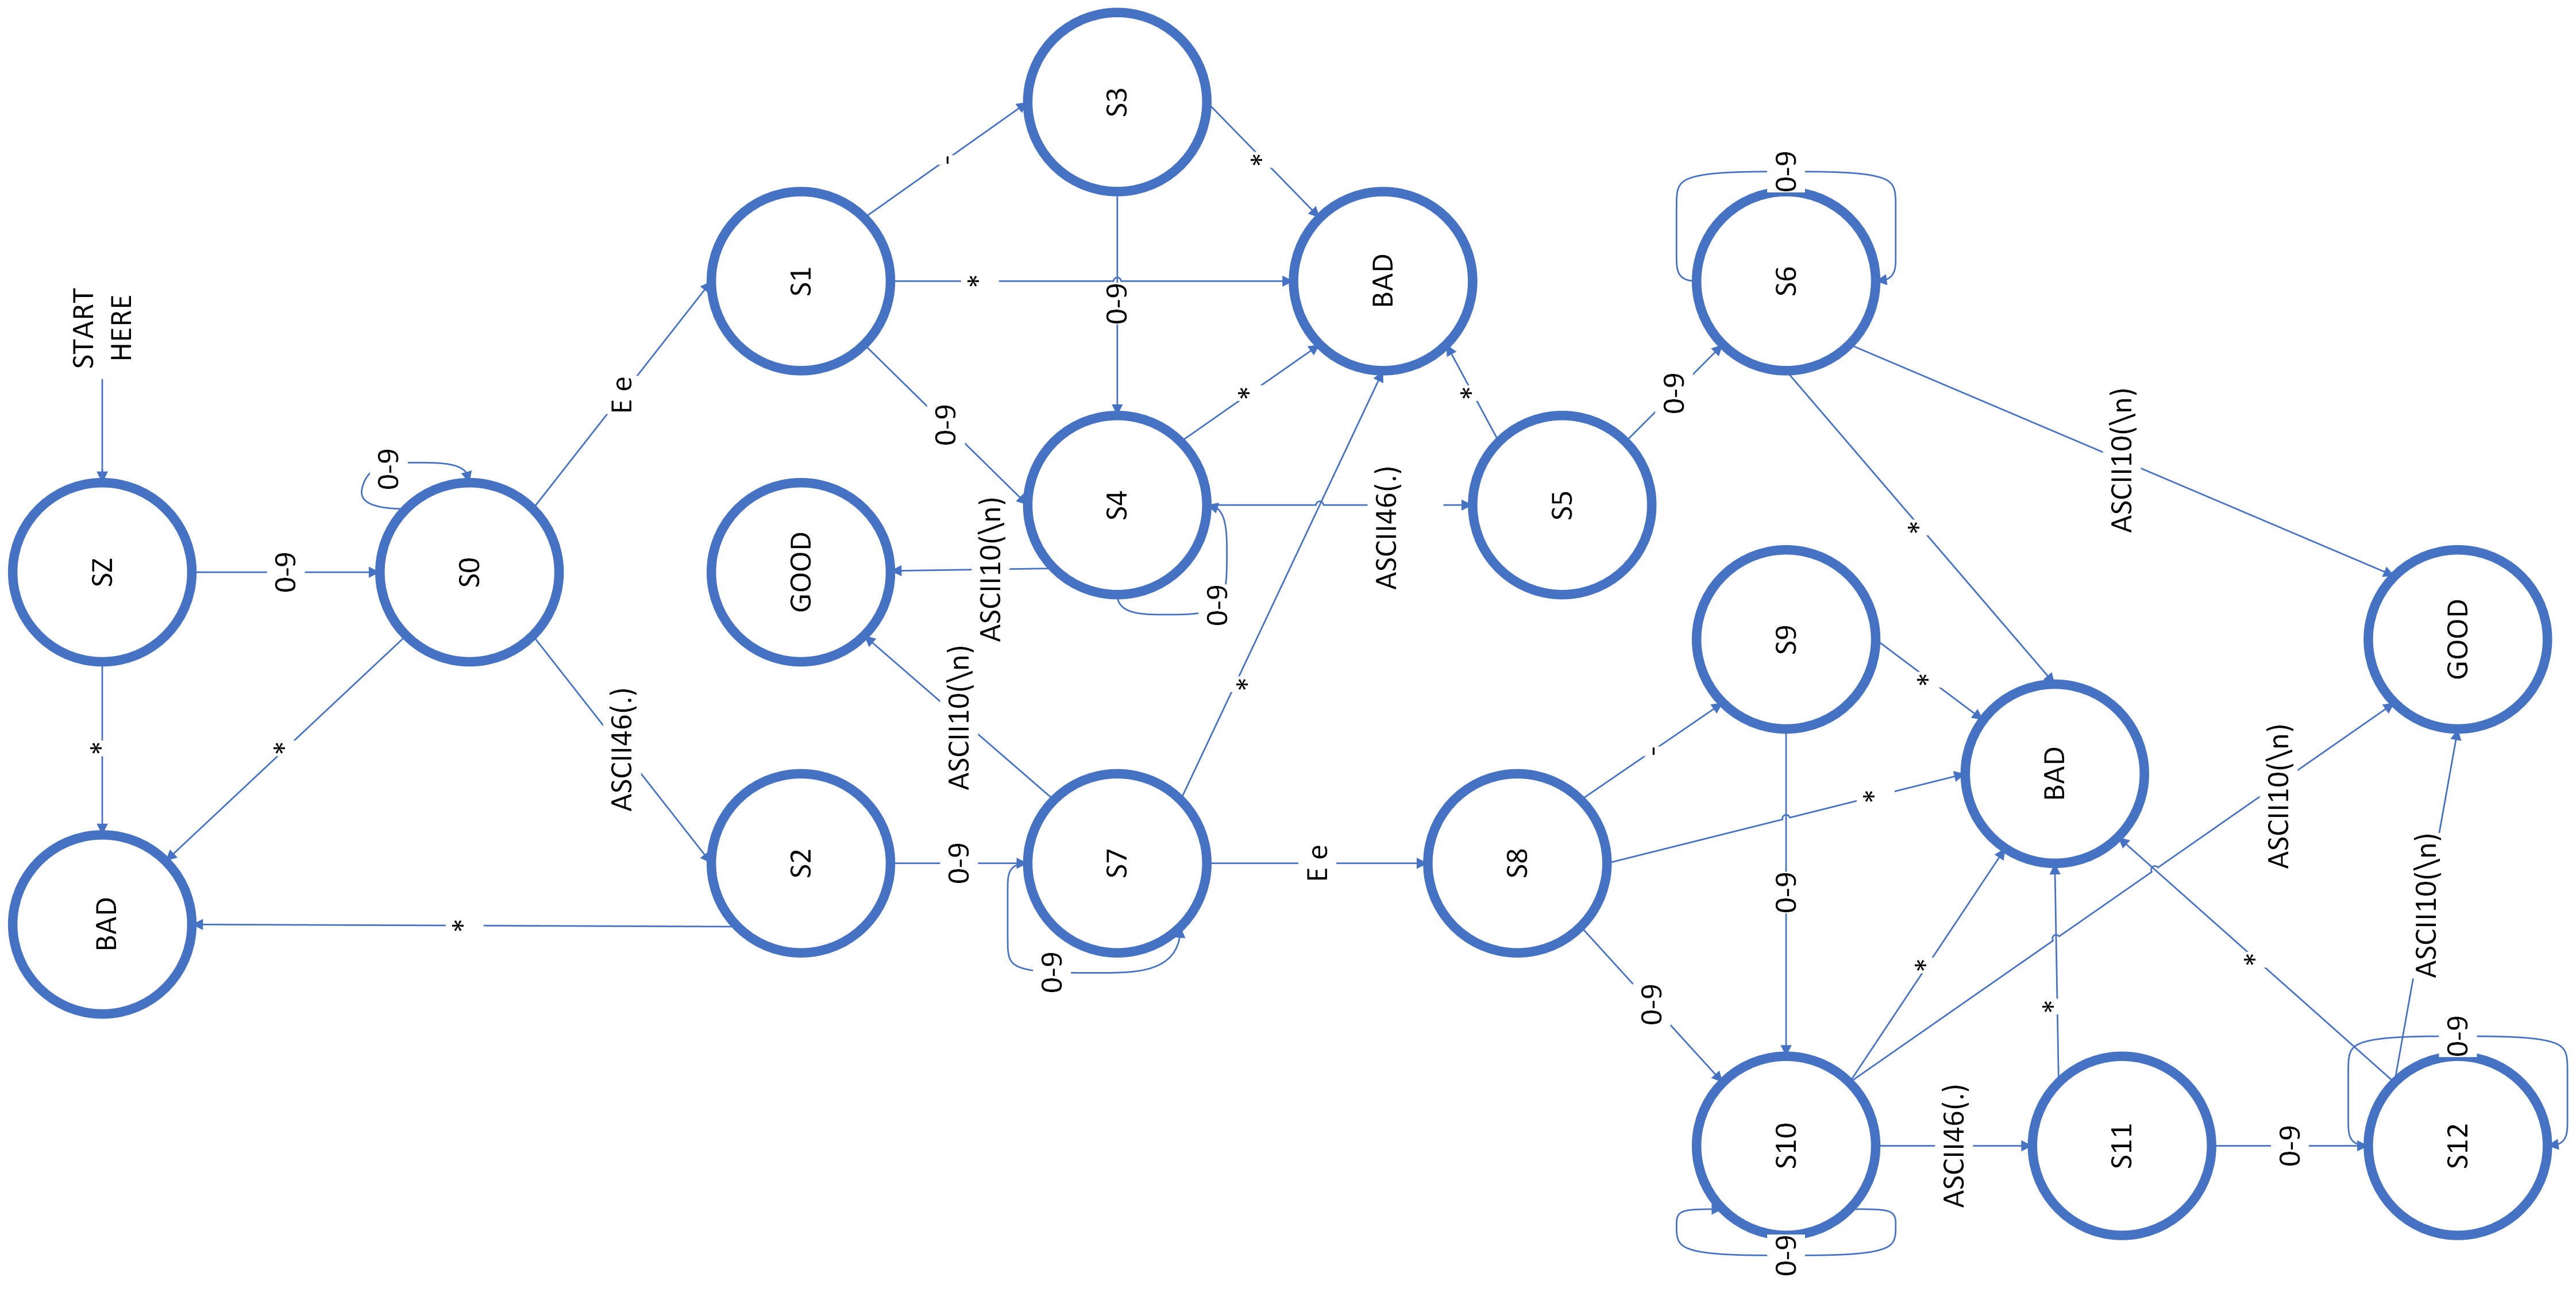 START
HERE
SZ
BAD
*
*
0-9
0-9
S0
*
ASCII46(.)
E e
S2
GOOD
S1
0-9
ASCII10(\n)
0-9
-
*
ASCII10(\n)
0-9
S7
S4
0-9
S3
0-9
*
*
*
E e
BAD
ASCII46(.)
*
S8
S5
0-9
-
0-9
0-9
S10
0-9
S9
S6
0-9
*
*
*
*
ASCII46(.)
*
BAD
S11
ASCII10(\n)
*
0-9
ASCII10(\n)
ASCII10(\n)
S12
0-9
GOOD